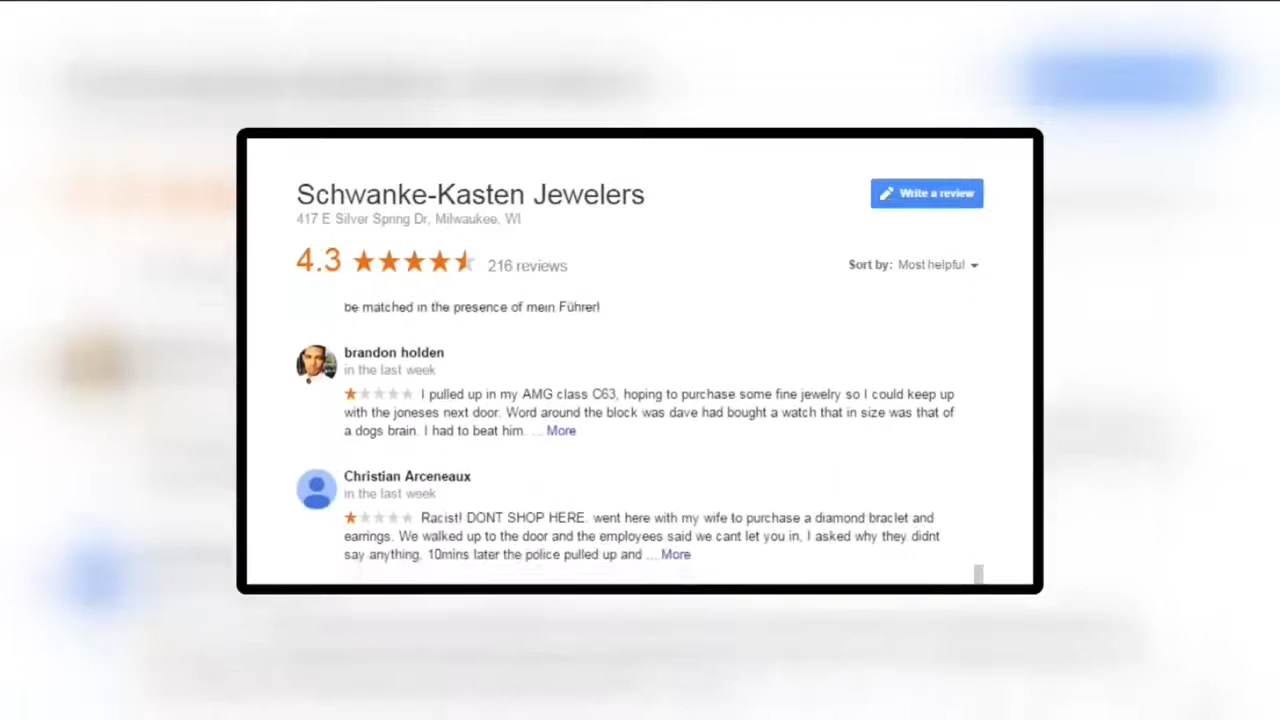 Schwanke-Kasten Jewelers
Write a review
417 E Silver Spring Dr, Milwaukee, WI
4.3
216 reviews
Sort by: Most helpful
be matched in the presence of mein Führer!
brandon holden
in the last week
I pulled up in my AMG class C63, hoping to purchase some fine jewelry so I could keep up
with the joneses next door. Word around the block was dave had bought a watch that in size was that of
a dogs brain. I had to beat him. ... More
Christian Arceneaux
in the last week
Racist! DONT SHOP HERE. went here with my wife to purchase a diamond braclet and
earrings. We walked up to the door and the employees said we cant let you in, I asked why they didnt
say anything, 10mins later the police pulled up and ... More